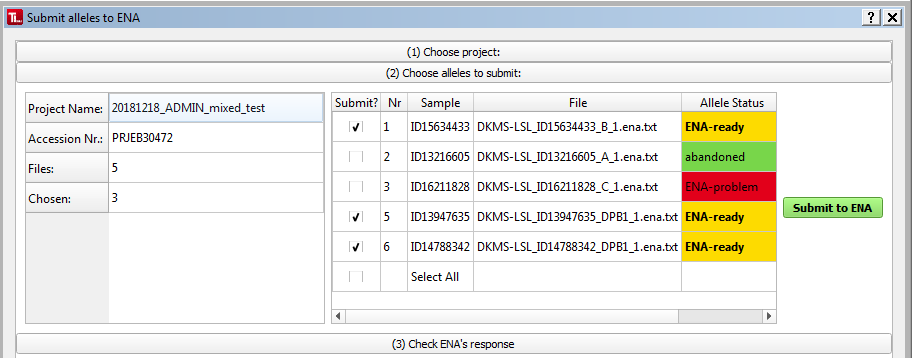 TL Submit alleles to ENA ?
(1) Choose project:
(2) Choose alleles to submit:
Project Name: 20181218_ADMIN_mixed_test
Accession Nr.: PRJEB30472
Files: 5
Chosen: 3
Submit? Nr Sample File Allele Status
1 ID15634433 DKMS-LSL_ID15634433_B_1.ena.txt ENA-ready
2 ID13216605 DKMS-LSL_ID13216605_A_1.ena.txt abandoned
3 ID16211828 DKMS-LSL_ID16211828_C_1.ena.txt ENA-problem
5 ID13947635 DKMS-LSL_ID13947635_DPB1_1.ena.txt ENA-ready
6 ID14788342 DKMS-LSL_ID14788342_DPB1_1.ena.txt ENA-ready
Select All
Submit to ENA
(3) Check ENA's response